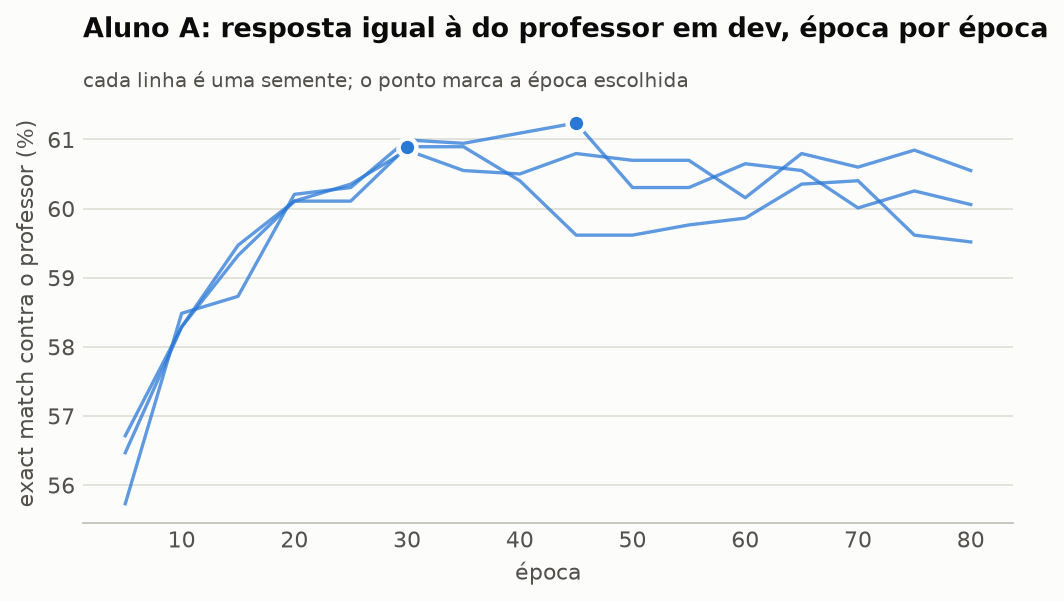 Aluno A: resposta igual à do professor em dev, época por época
cada linha é uma semente; o ponto marca a época escolhida
exact match contra o professor (%)
61
60
59
58
57
56
10 20 30 40 50 60 70 80
época